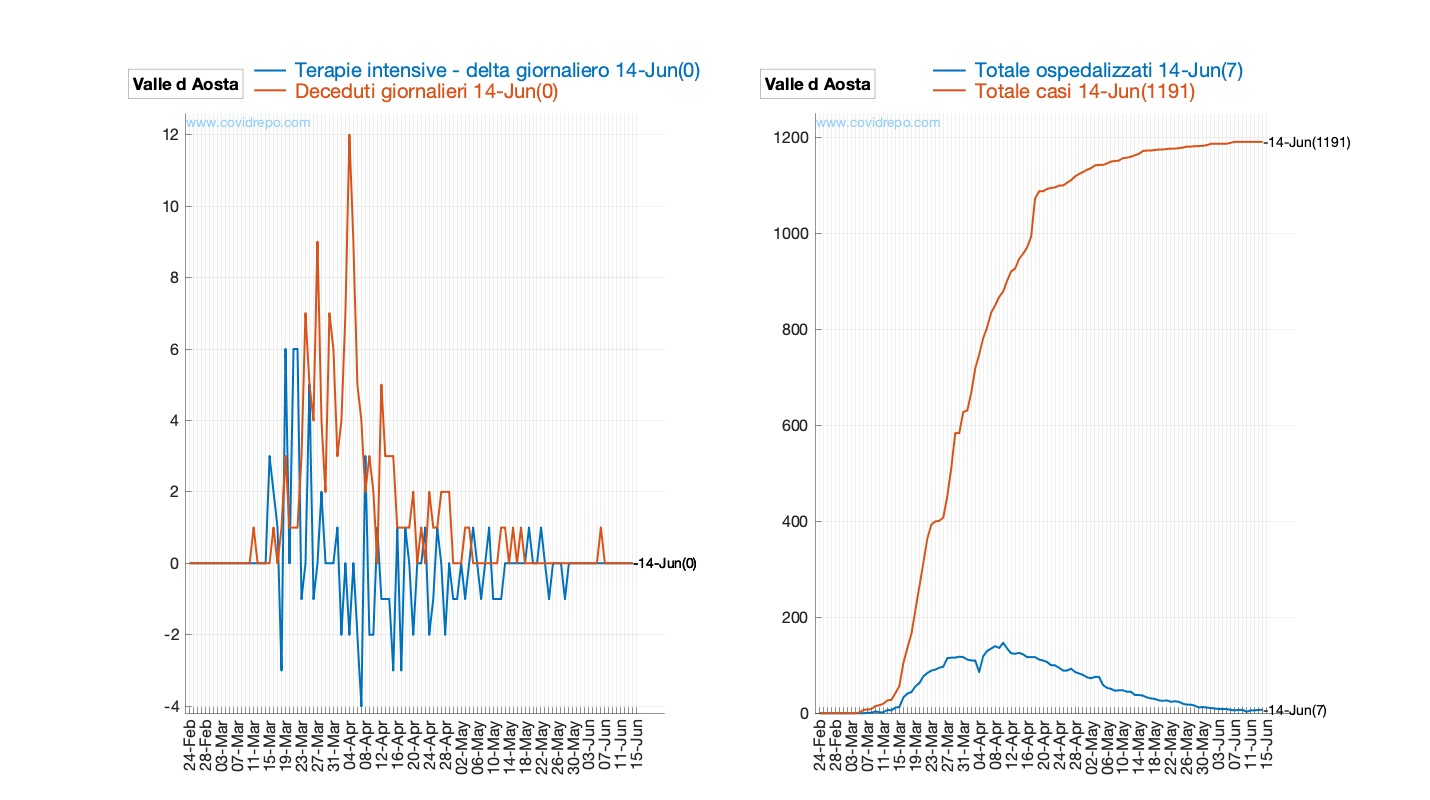 Valle d Aosta
Terapie intensive - delta giornaliero 14-Jun(0)
Deceduti giornalieri 14-Jun(0)
www.covidrepo.com
12
10
8
6
4
2
0
-2
-4
-14-Jun(0)
24-Feb
28-Feb
03-Mar
07-Mar
11-Mar
15-Mar
19-Mar
23-Mar
27-Mar
31-Mar
04-Apr
08-Apr
12-Apr
16-Apr
20-Apr
24-Apr
28-Apr
02-May
06-May
10-May
14-May
18-May
22-May
26-May
30-May
03-Jun
07-Jun
11-Jun
15-Jun
Valle d Aosta
Totale ospedalizzati 14-Jun(7)
Totale casi 14-Jun(1191)
www.covidrepo.com
1200
1000
800
600
400
200
0
-14-Jun(1191)
-14-Jun(7)
24-Feb
28-Feb
03-Mar
07-Mar
11-Mar
15-Mar
19-Mar
23-Mar
27-Mar
31-Mar
04-Apr
08-Apr
12-Apr
16-Apr
20-Apr
24-Apr
28-Apr
02-May
06-May
10-May
14-May
18-May
22-May
26-May
30-May
03-Jun
07-Jun
11-Jun
15-Jun